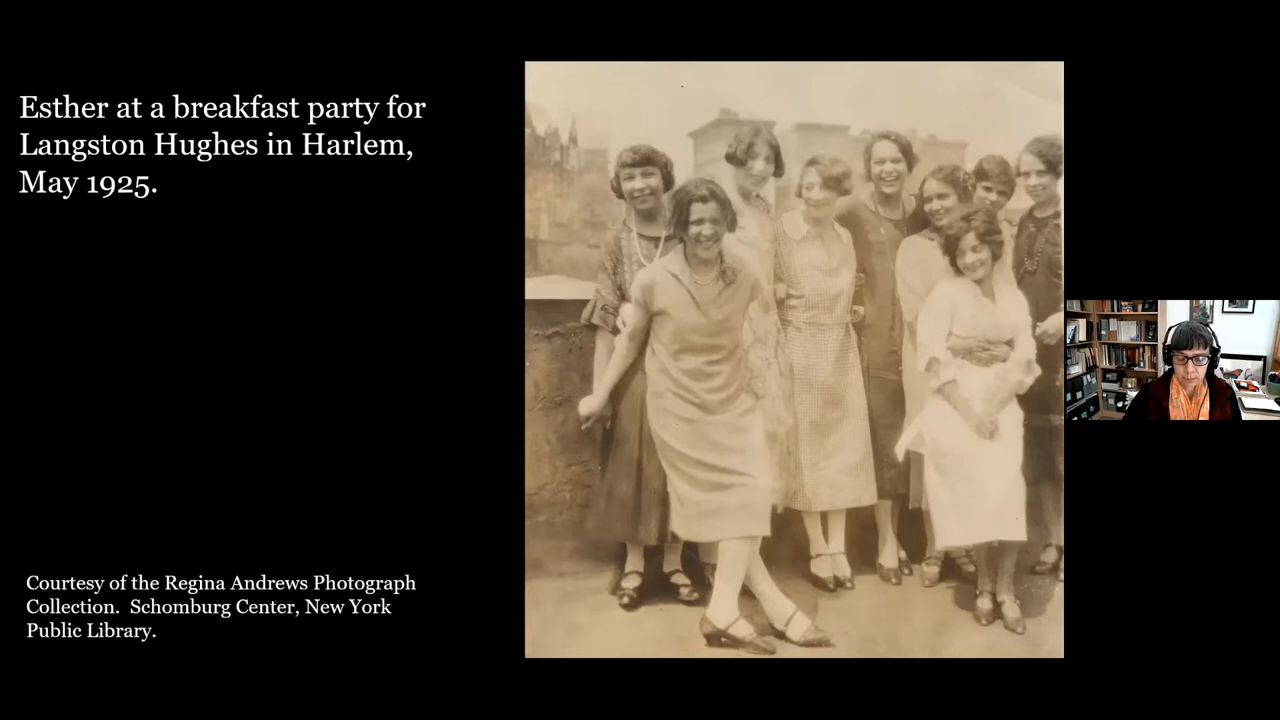 Esther at a breakfast party for
Langston Hughes in Harlem,
May 1925.
Courtesy of the Regina Andrews Photograph
Collection.  Schomburg Center, New York
Public Library.